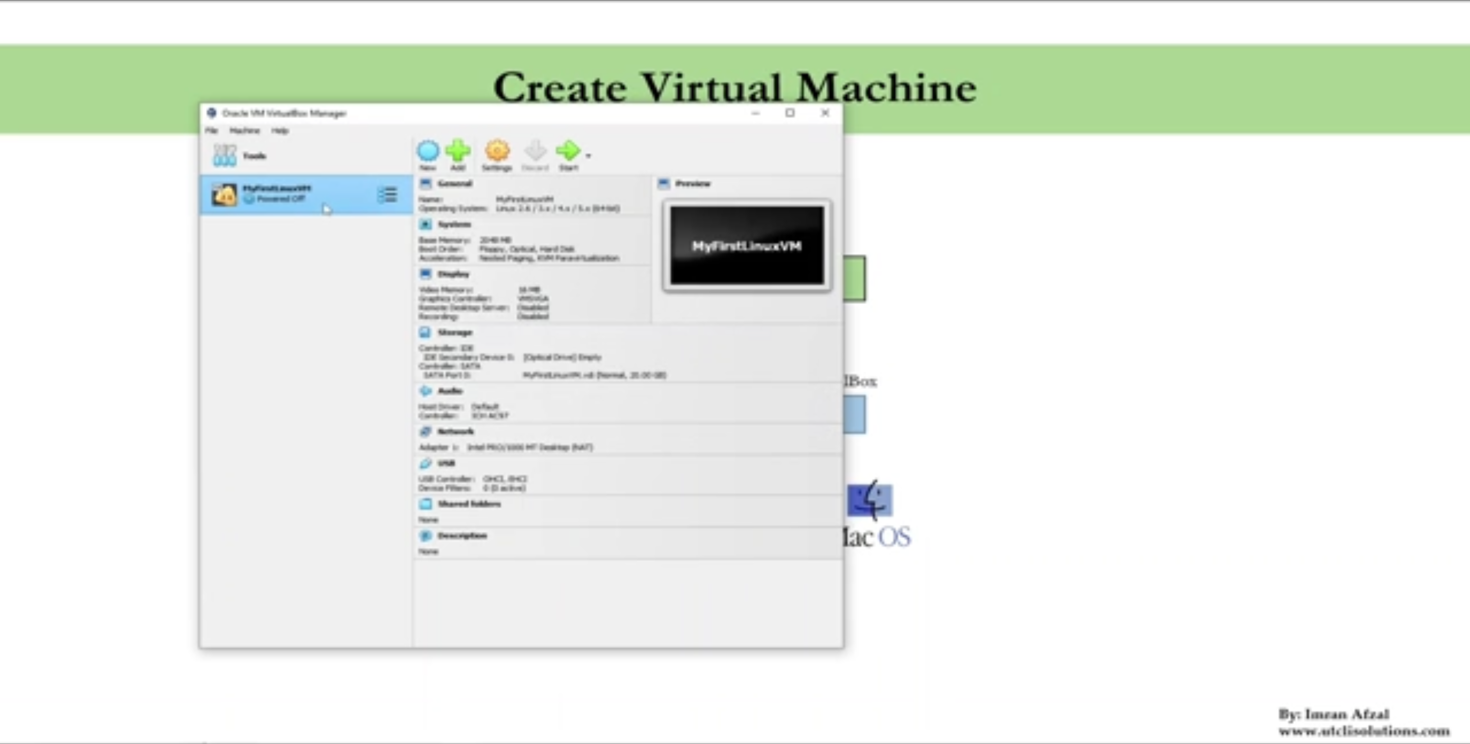 Create Virtual Machine
Oracle VM VirtualBox Manager
File Machine Help
Tools
New Add Settings Discard Start
MyFirstLinuxVM
Powered Off
General
Name: MyFirstLinuxVM
Operating System: Linux 2.6 / 3.x / 4.x / 5.x (64-bit)
System
Base Memory: 2048 MB
Boot Order: Floppy, Optical, Hard Disk
Acceleration: Nested Paging, KVM Paravirtualization
Display
Video Memory: 16 MB
Graphics Controller: VMSVGA
Remote Desktop Server: Disabled
Recording: Disabled
Preview
MyFirstLinuxVM
Storage
Controller: IDE
IDE Secondary Device 0: [Optical Drive] Empty
Controller: SATA
SATA Port 0: MyFirstLinuxVM.vdi (Normal, 20.00 GB)
Audio
Host Driver: Default
Controller: ICH AC97
Network
Adapter 1: Intel PRO/1000 MT Desktop (NAT)
USB
USB Controller: OHCI, EHCI
Device Filters: 0 (0 active)
Shared folders
None
Description
None
lBox
Mac OS
By: Imran Afzal
www.utclisolutions.com